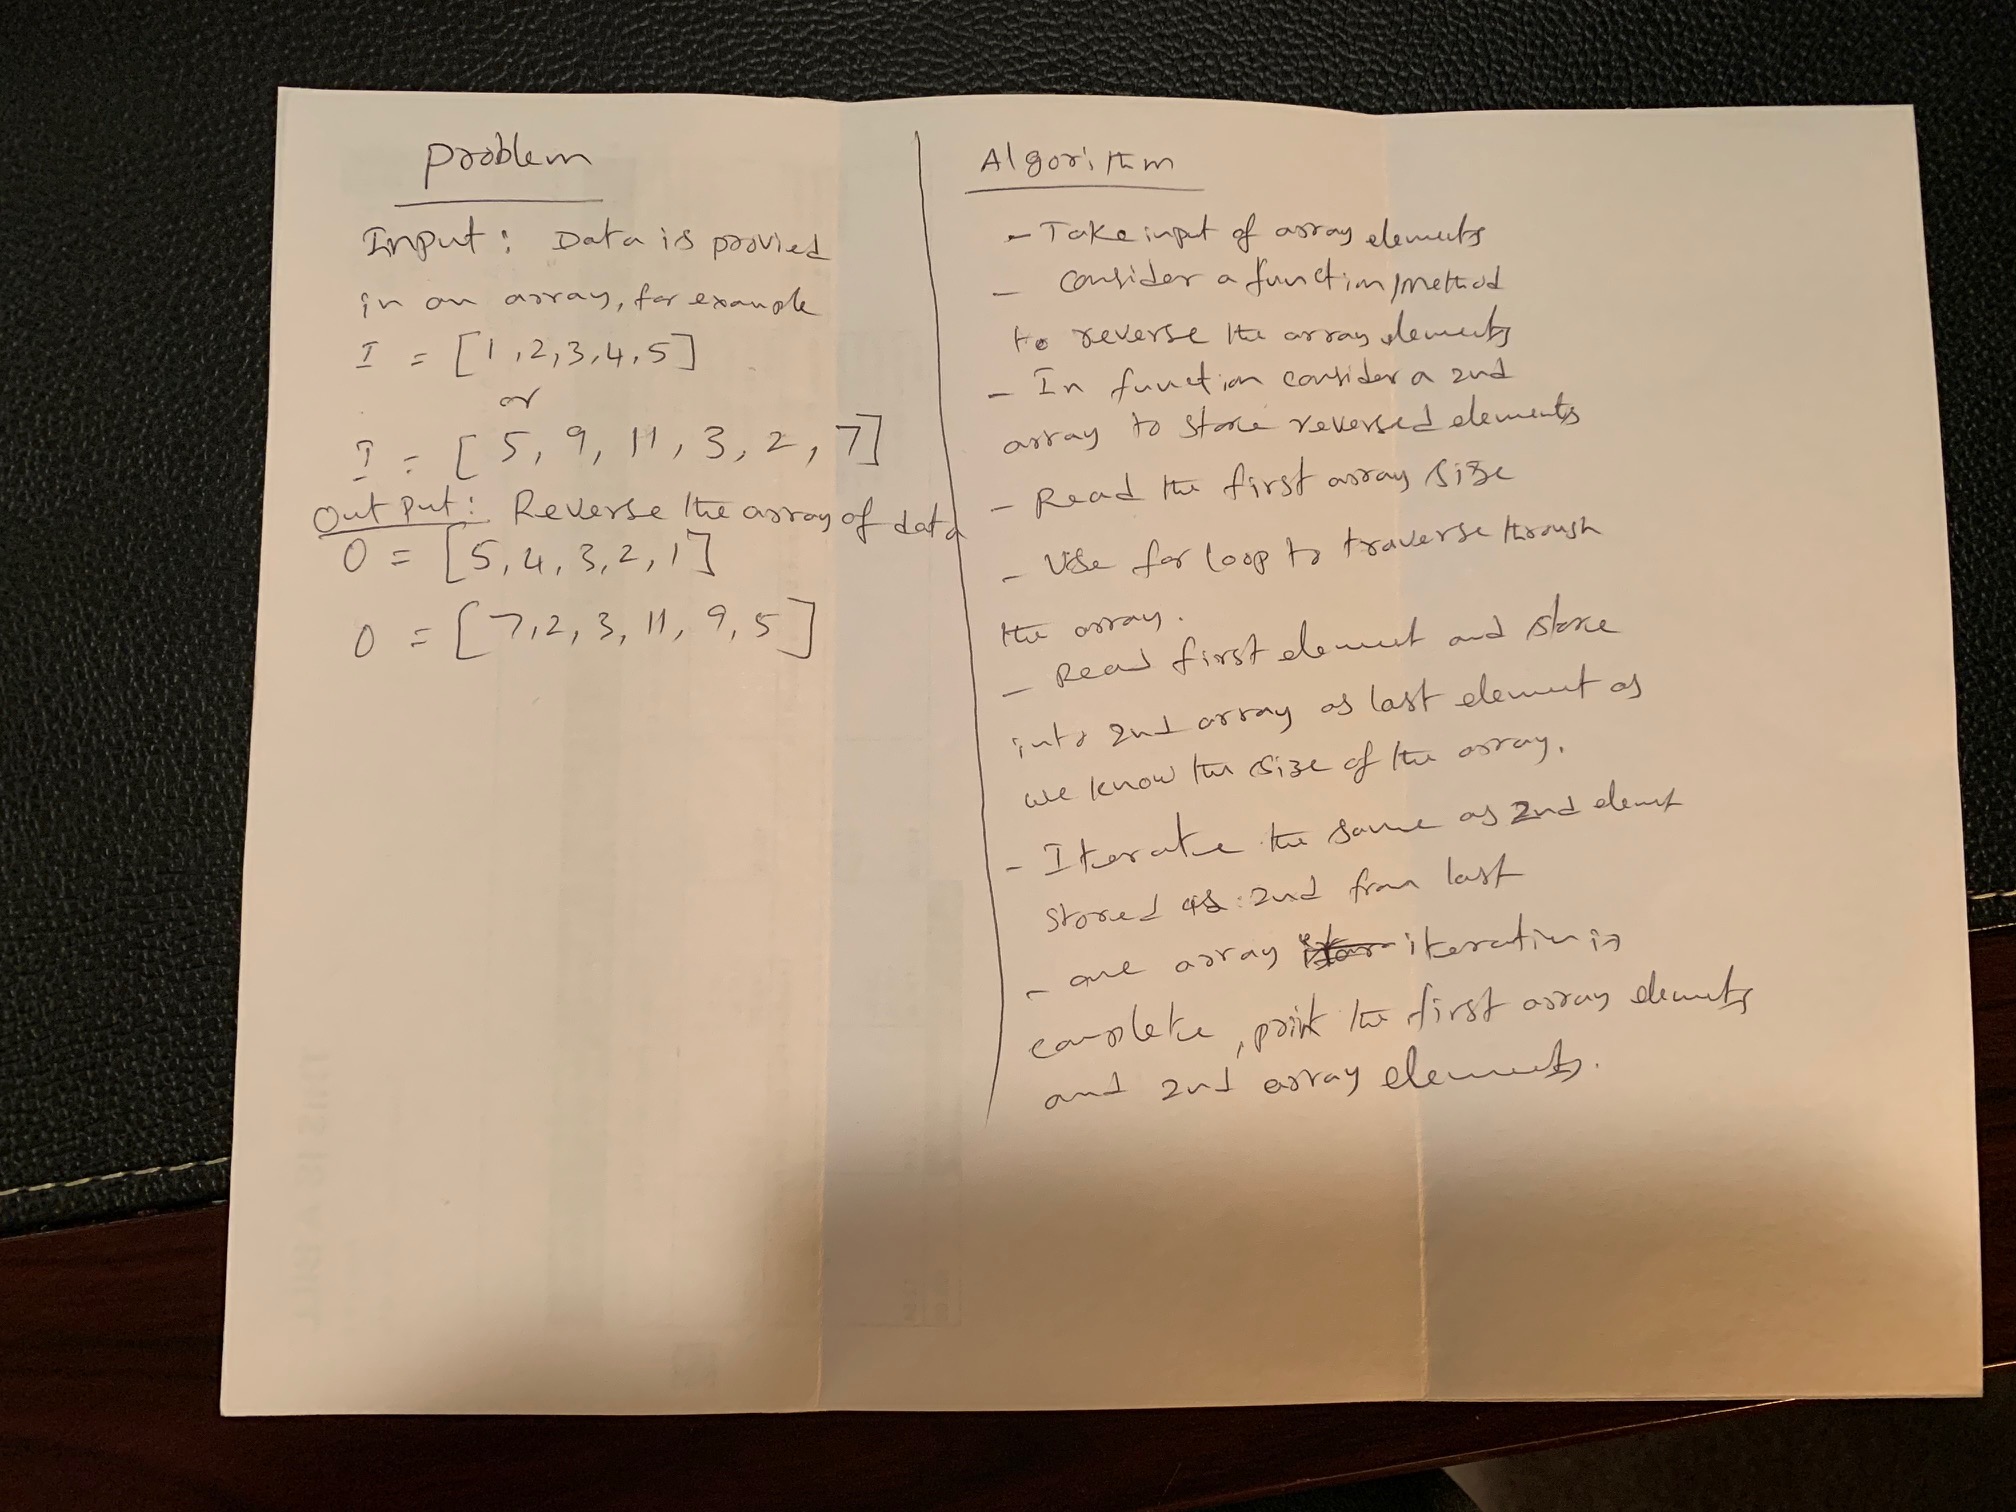 Problem
Input: Data is provied
in an array, for example
I = [1,2,3,4,5]
or
I = [5, 9, 11, 3, 2, 7]
Output: Reverse the array of data
O = [5,4,3,2,1]
O = [7,2,3,11,9,5]
Algorithm
- Take input of array elements
- Consider a function/method
to reverse the array elements
- In function consider a 2nd
array to store reversed elements
- Read the first array size
- Use for loop to traverse through
the array.
- Read first element and store
into 2nd array as last element as
we know the size of the array.
- Iterate the same as 2nd elemt
stored as 2nd from last
- one array iteration is
complete, print the first array elements
and 2nd array elements.
THIS IS A BILL